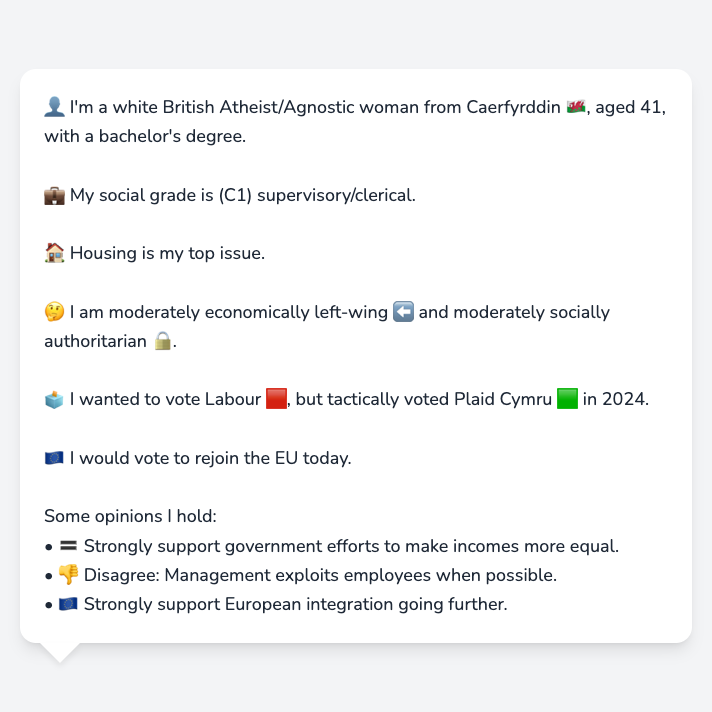 👤 I'm a white British Atheist/Agnostic woman from Caerfyrddin 🏴󠁧󠁢󠁷󠁬󠁳󠁿, aged 41,
with a bachelor's degree.
💼 My social grade is (C1) supervisory/clerical.
🏠 Housing is my top issue.
🤔 I am moderately economically left-wing ⬅️ and moderately socially
authoritarian 🔒.
🗳️ I wanted to vote Labour 🟥, but tactically voted Plaid Cymru 🟩 in 2024.
🇪🇺 I would vote to rejoin the EU today.
Some opinions I hold:
• 🟰 Strongly support government efforts to make incomes more equal.
• 👎 Disagree: Management exploits employees when possible.
• 🇪🇺 Strongly support European integration going further.